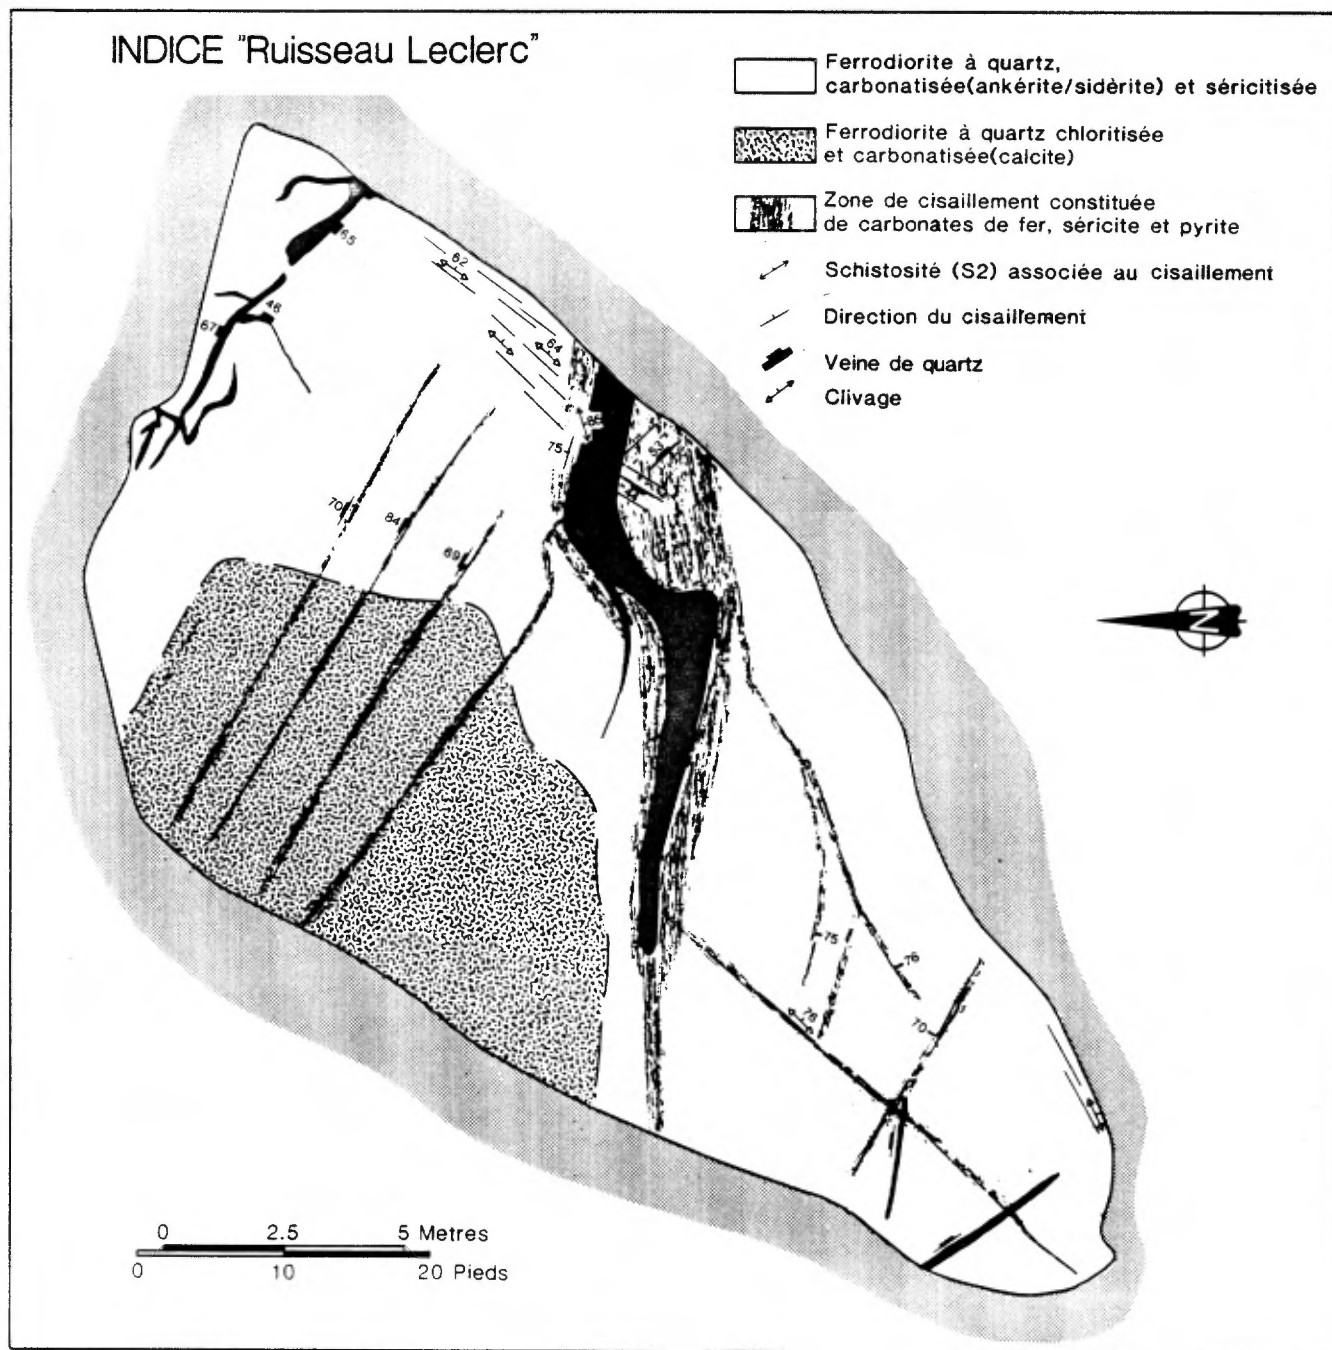 INDICE "Ruisseau Leclerc"
Ferrodiorite à quartz,
carbonatisée(ankérite/sidèrite) et séricitisée
Ferrodiorite à quartz chloritisée
et carbonatisée(calcite)
Zone de cisaillement constituée
de carbonates de fer, séricite et pyrite
Schistosité (S2) associée au cisaillement
Direction du cisaillement
Veine de quartz
Clivage
65
62
46
67
64
75
70
84
69
N
75
76
70
0 2.5 5 Metres
0 10 20 Pieds